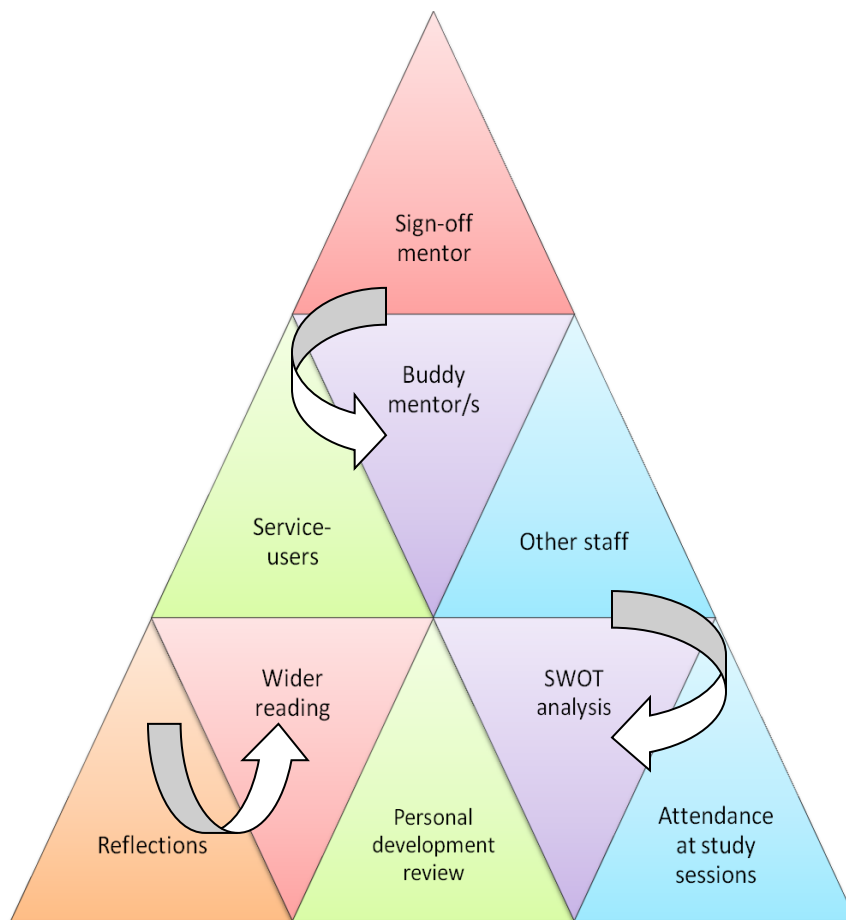 Sign-off
mentor
Buddy
mentor/s
Service-
users
Other staff
Wider
reading
SWOT
analysis
Reflections
Personal
development
review
Attendance
at study
sessions